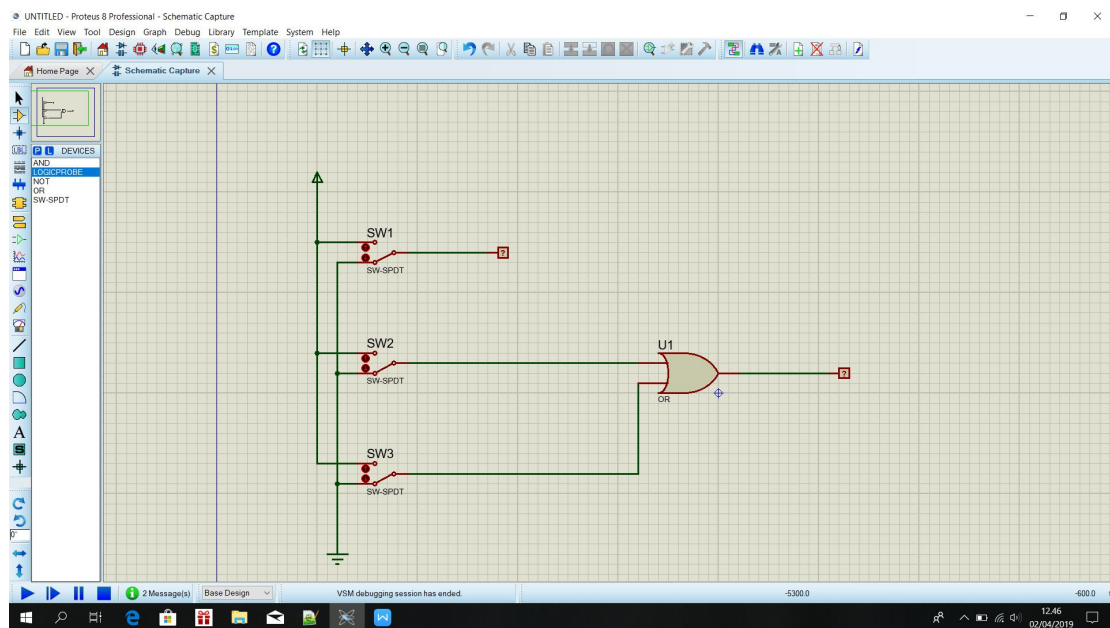 UNTITLED - Proteus 8 Professional - Schematic Capture
File Edit View Tool Design Graph Debug Library Template System Help
Home Page
Schematic Capture
P L DEVICES
AND
LOGICPROBE
NOT
OR
SW-SPDT
LBL
A
S
0°
SW1
?
SW-SPDT
SW2
SW-SPDT
U1
?
OR
SW3
SW-SPDT
2 Message(s)
Base Design
VSM debugging session has ended.
-5300.0
-600.0
12.46
02/04/2019